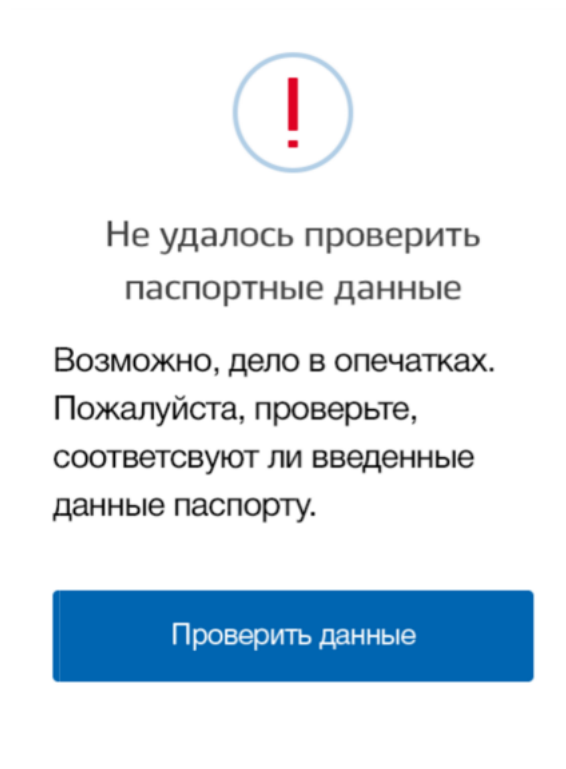 Не удалось проверить
паспортные данные
Возможно, дело в опечатках.
Пожалуйста, проверьте,
соответсвуют ли введенные
данные паспорту.
Проверить данные